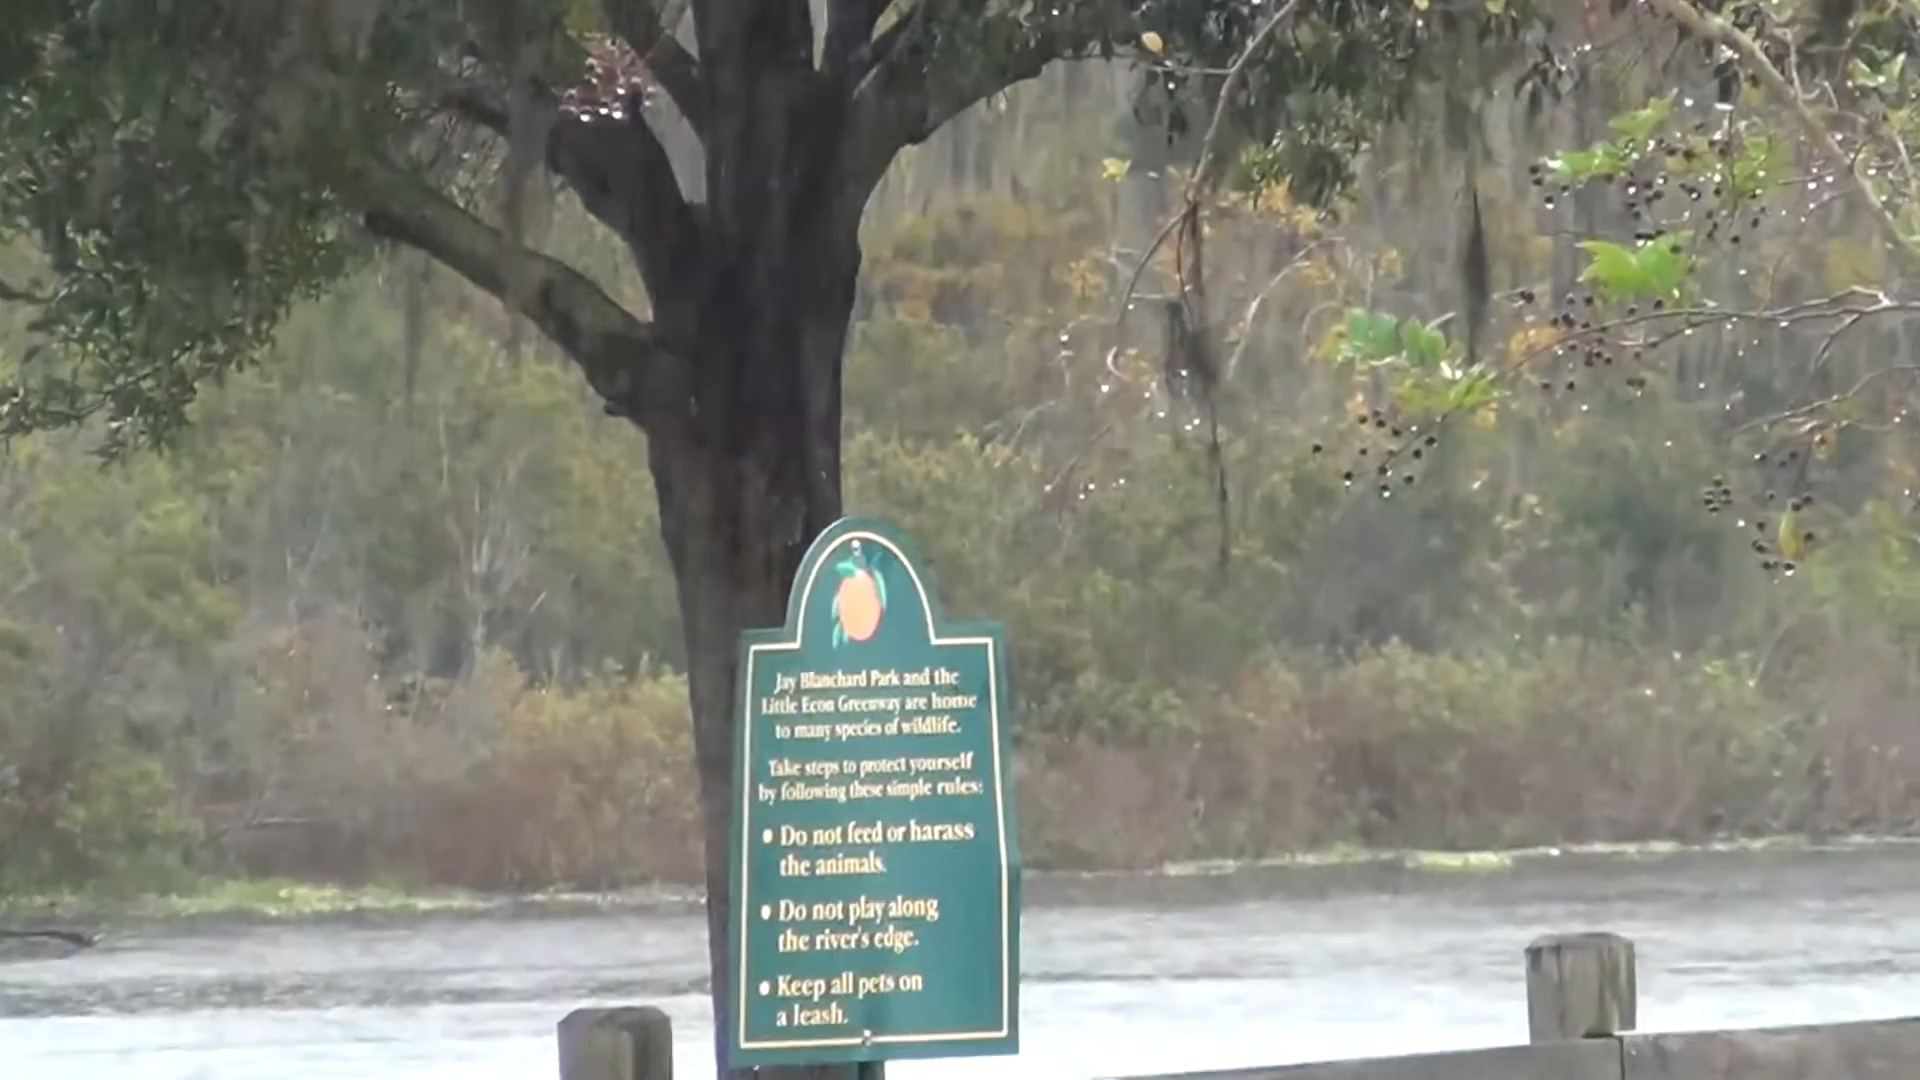 Jay Blanchard Park and the
Little Econ Greenway are home
to many species of wildlife.
Take steps to protect yourself
by following these simple rules:
• Do not feed or harass
the animals.
• Do not play along
the river's edge.
• Keep all pets on
a leash.